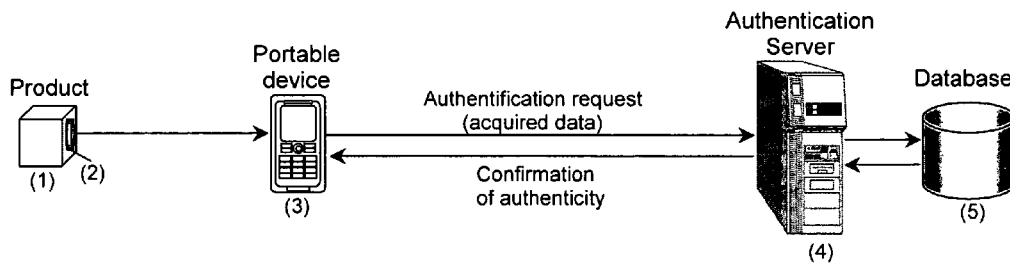 Product
(1)
(2)
Portable
device
(3)
Authentification request
(acquired data)
Confirmation
of authenticity
Authentication
Server
(4)
Database
(5)